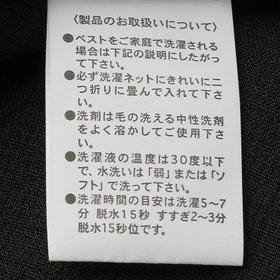 〈製品のお取扱いについて〉
●ベストをご家庭で洗濯される
場合は下記の説明にしたがっ
て下さい。
●必ず洗濯ネットにきれいに二
つ折りに畳んで入れて下さ
い。
●洗剤は毛の洗える中性洗剤
をよく溶かしてご使用下さ
い。
●洗濯液の温度は30度以下
で、水洗いは「弱」または「ソ
フト」で洗って下さい。
●洗濯時間の目安は洗濯5~7
分 脱水15秒 すすぎ2~3分
脱水15秒位です。